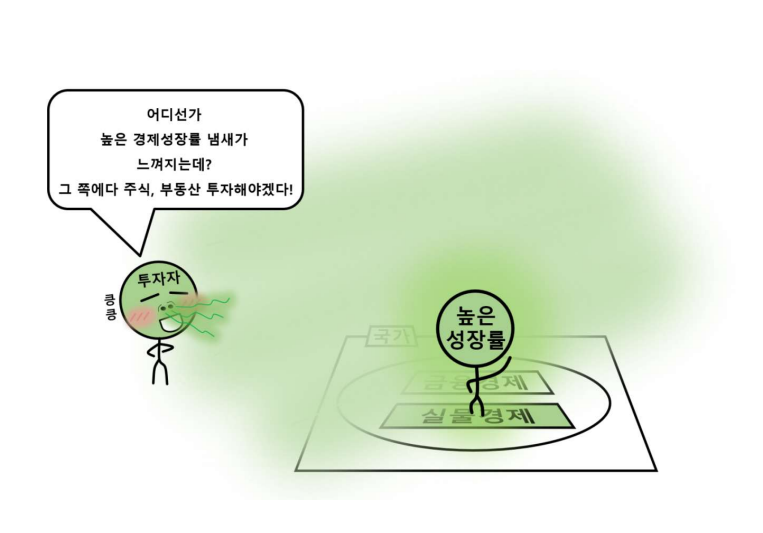 어디선가
높은 경제성장률 냄새가
느껴지는데?
그 쪽에다 주식, 부동산 투자해야겠다!
투자자
킁
킁
높은
성장률
국가
금융경제
실물경제